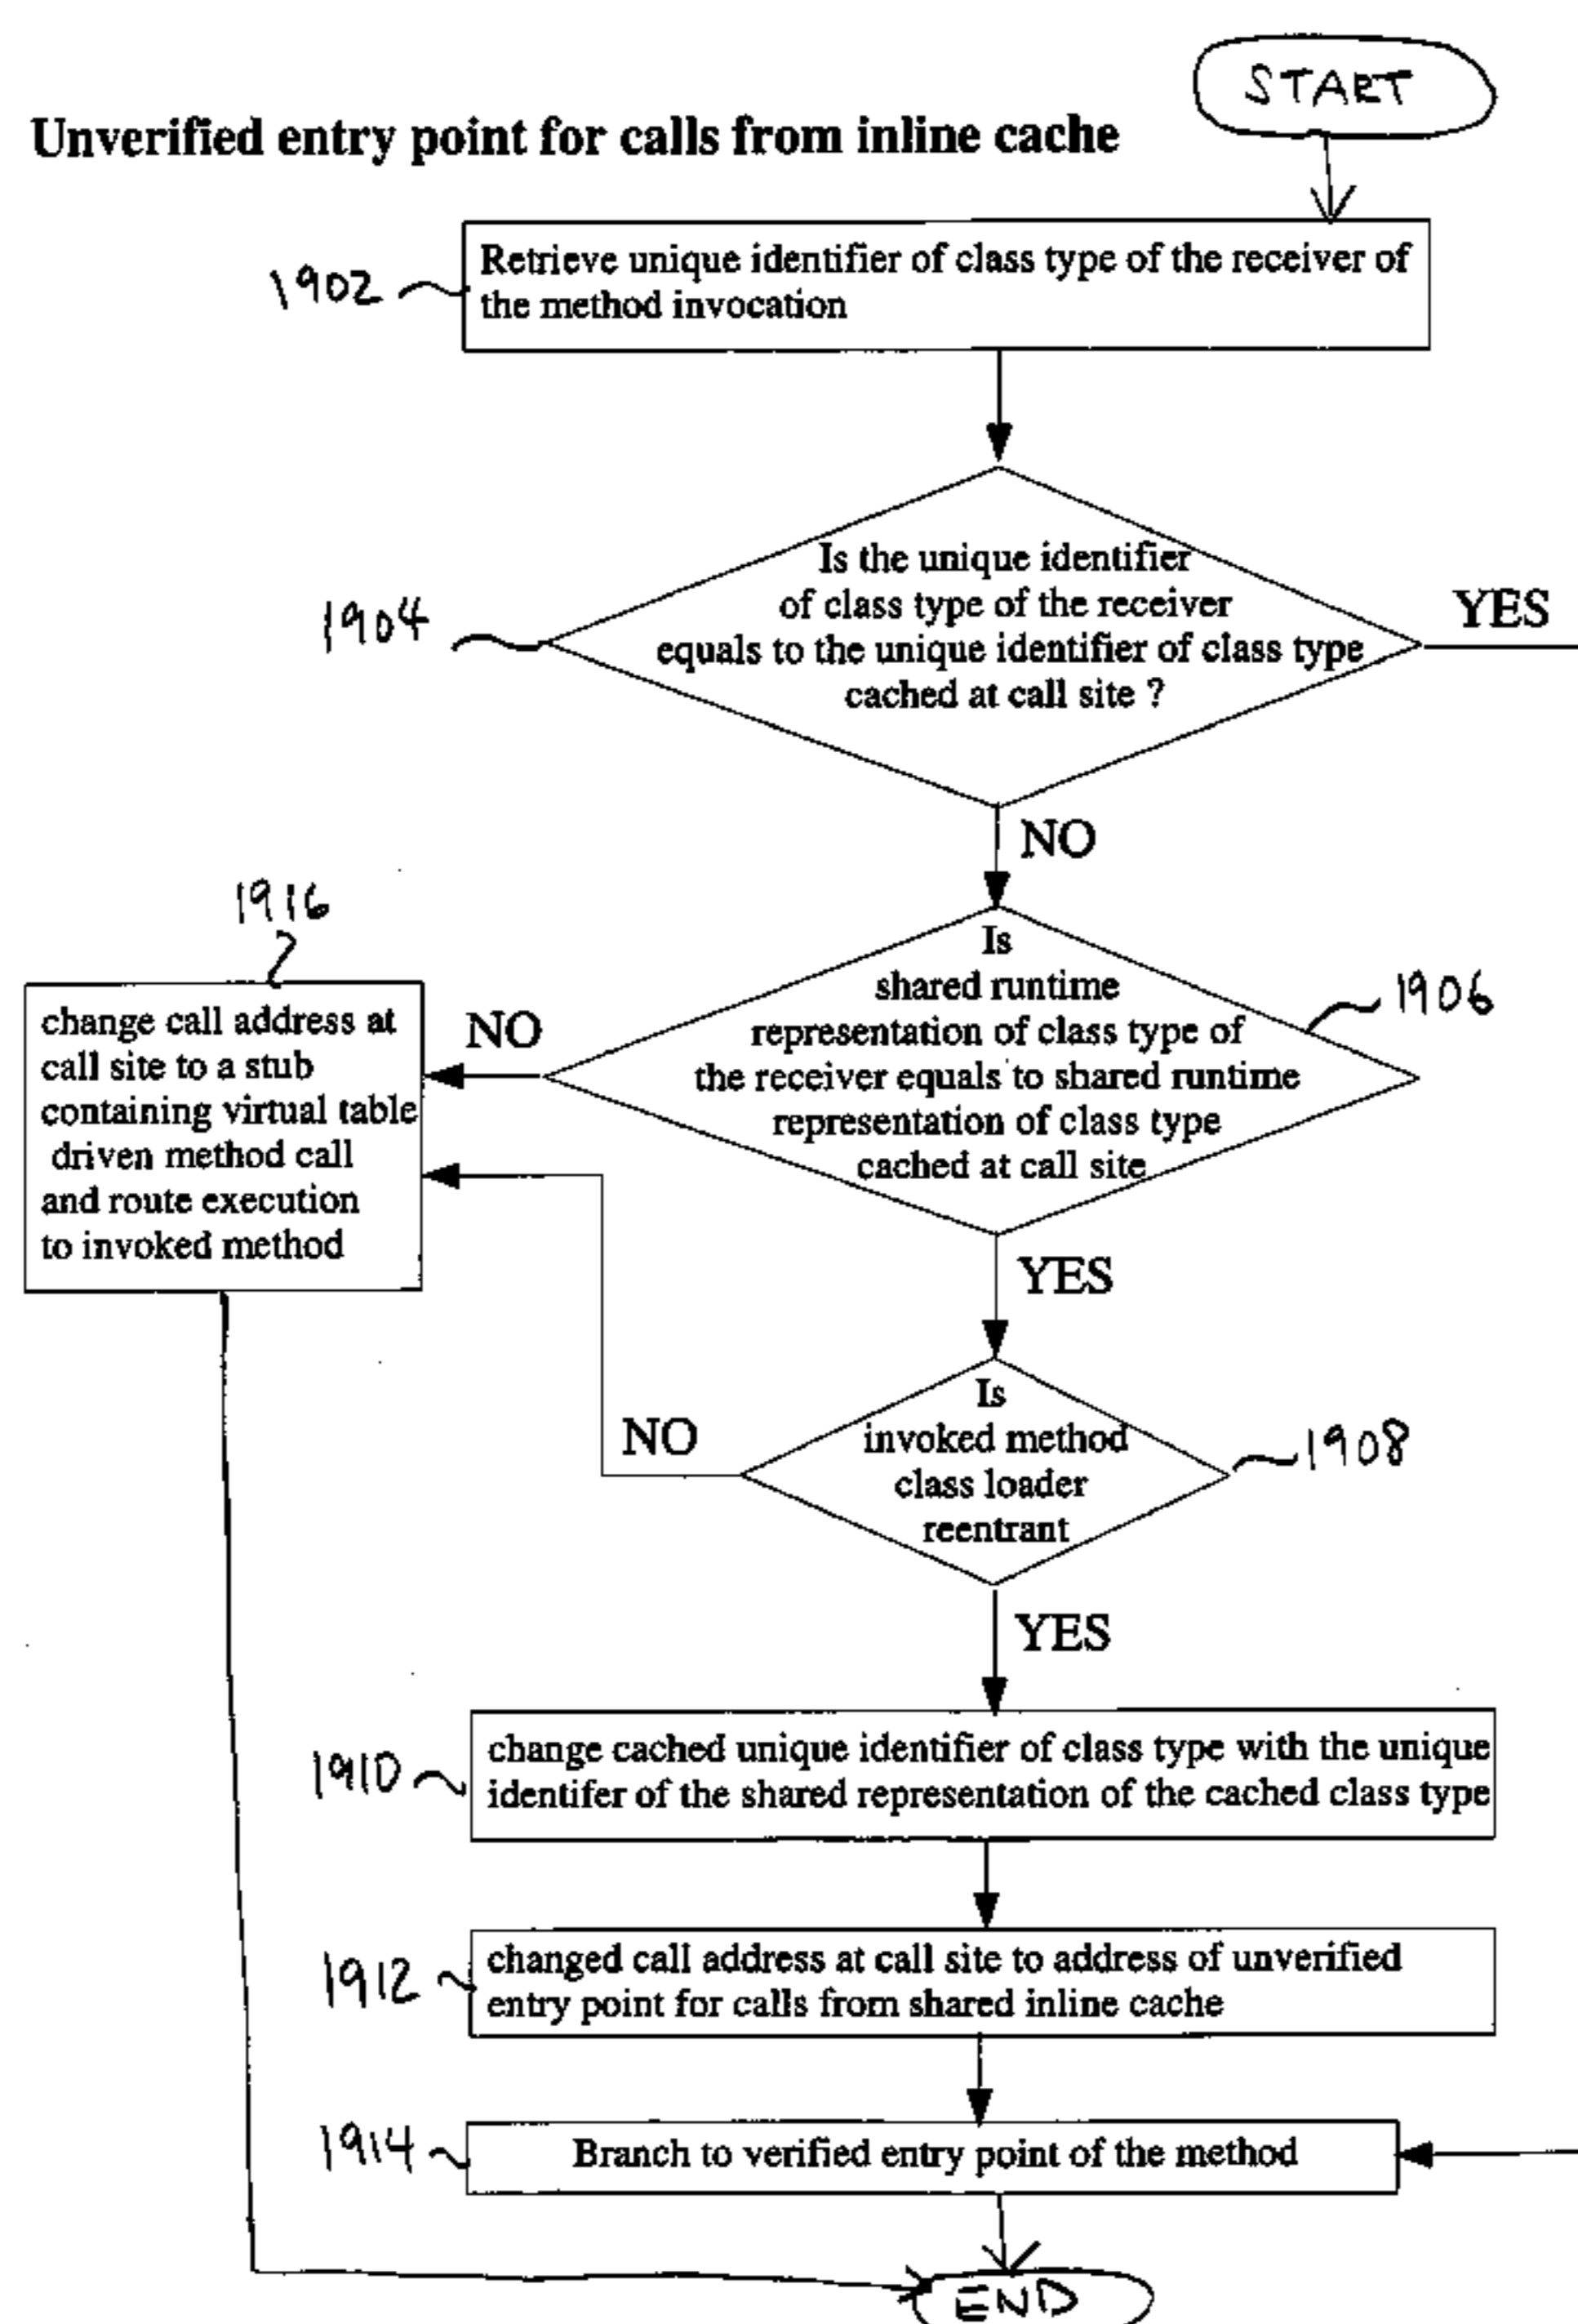 START
Unverified entry point for calls from inline cache
1902
Retrieve unique identifier of class type of the receiver of
the method invocation
1904
Is the unique identifier
of class type of the receiver
equals to the unique identifier of class type
cached at call site ?
YES
NO
1906
Is
shared runtime
representation of class type of
the receiver equals to shared runtime
representation of class type
cached at call site
NO
1916
change call address at
call site to a stub
containing virtual table
driven method call
and route execution
to invoked method
YES
1908
Is
invoked method
class loader
reentrant
NO
YES
1910
change cached unique identifier of class type with the unique
identifer of the shared representation of the cached class type
1912
changed call address at call site to address of unverified
entry point for calls from shared inline cache
1914
Branch to verified entry point of the method
END